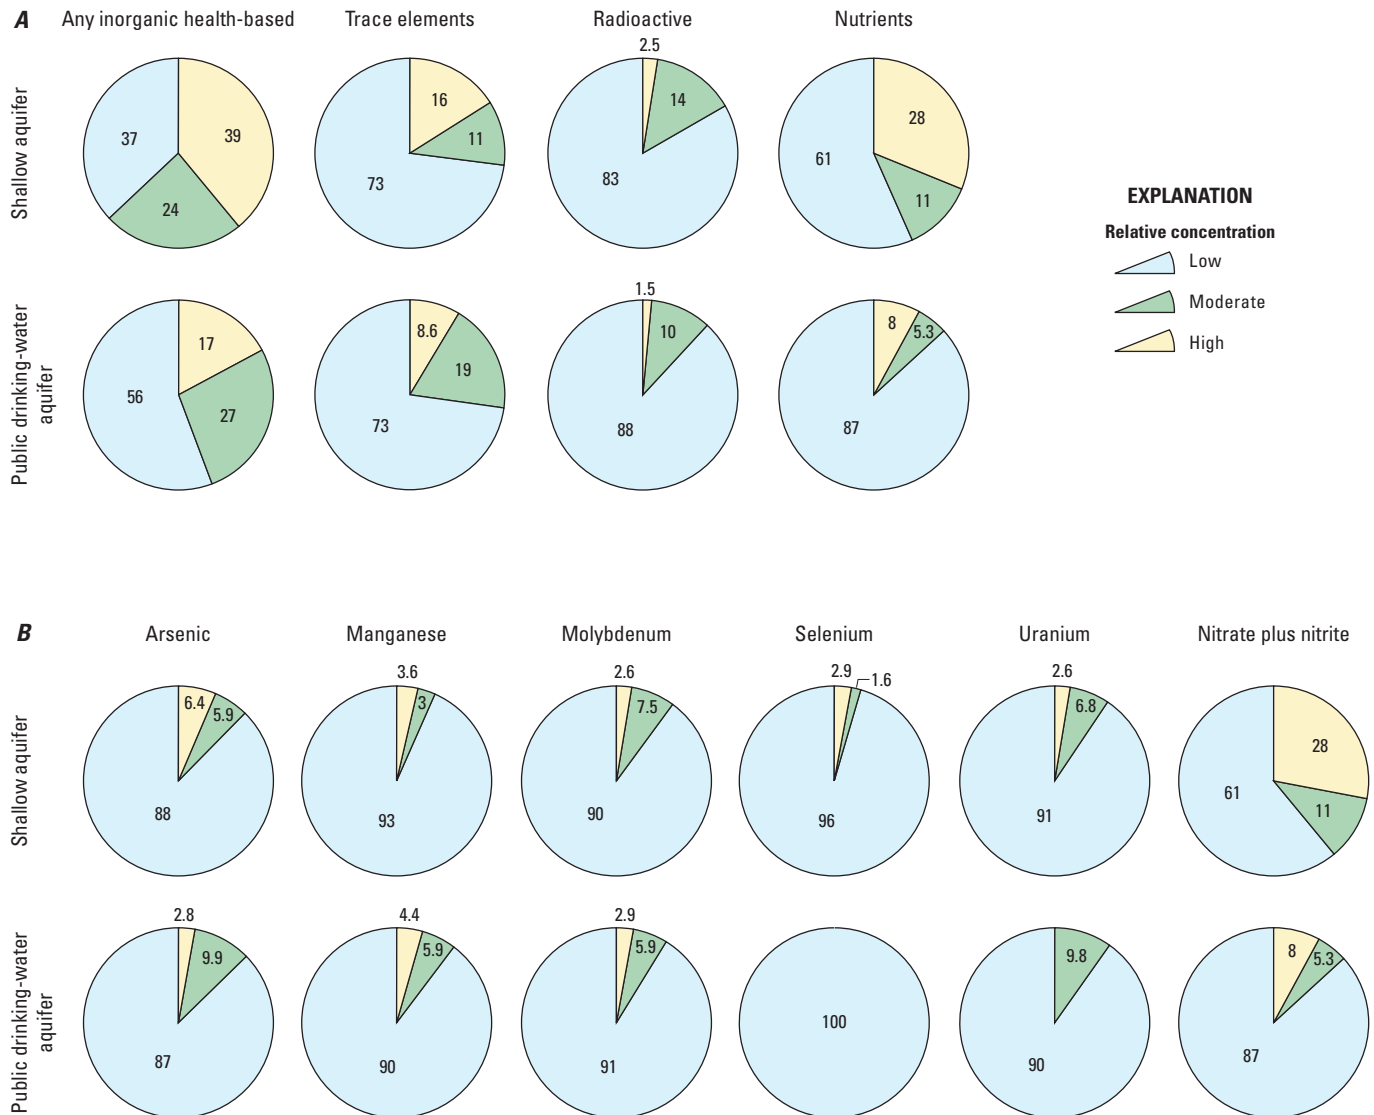 A
Any inorganic health-based
Trace elements
Radioactive
Nutrients
Shallow aquifer
37
39
24
16
11
73
2.5
14
83
28
61
11
EXPLANATION
Relative concentration
Low
Moderate
High
Public drinking-water
aquifer
17
56
27
8.6
19
73
1.5
10
88
8
5.3
87
B
Arsenic
Manganese
Molybdenum
Selenium
Uranium
Nitrate plus nitrite
Shallow aquifer
6.4
5.9
88
3.6
3
93
2.6
7.5
90
2.9
1.6
96
2.6
6.8
91
28
61
11
Public drinking-water
aquifer
2.8
9.9
87
4.4
5.9
90
2.9
5.9
91
100
9.8
90
8
5.3
87